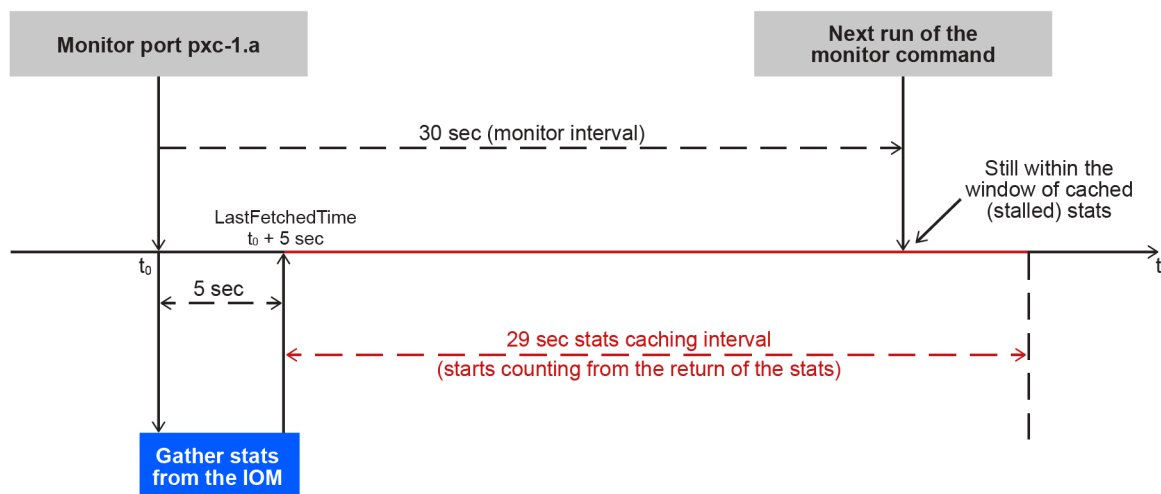 Monitor port pxc-1.a
Next run of the
monitor command
30 sec (monitor interval)
Still within the
window of cached
(stalled) stats
LastFetchedTime
t₀ + 5 sec
t₀
t
5 sec
29 sec stats caching interval
(starts counting from the return of the stats)
Gather stats
from the IOM